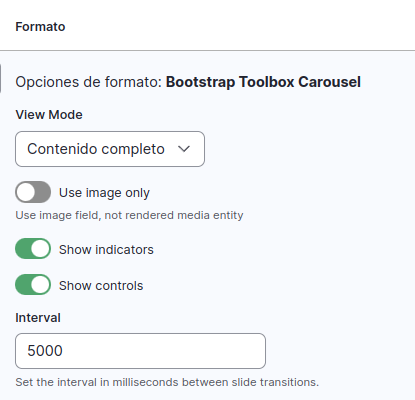 Formato
Opciones de formato: Bootstrap Toolbox Carousel
View Mode
Contenido completo
Use image only
Use image field, not rendered media entity
Show indicators
Show controls
Interval
5000
Set the interval in milliseconds between slide transitions.